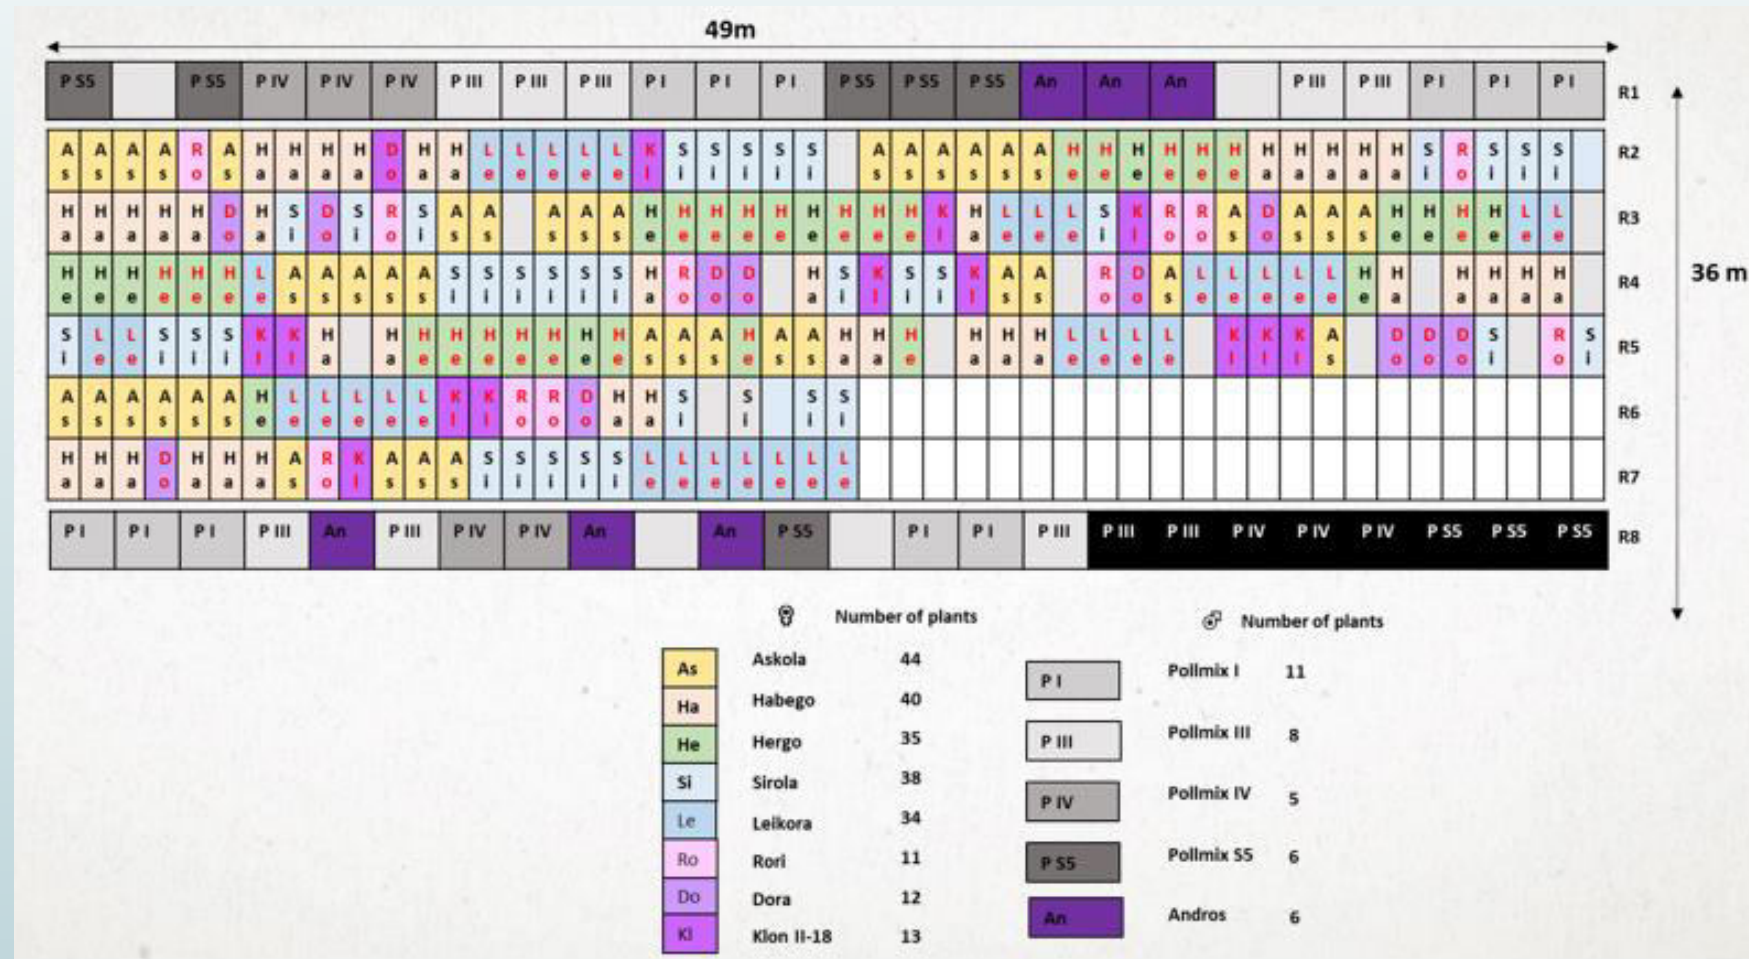 49m
P S5 P S5 P IV P IV P IV P III P III P III P I P I P I P S5 P S5 P S5 An An An P III P III P I P I P I R1
A A A A R A H H H H D H H L L L L L K S S S S S A A A A A A H H H H H H H H H H H S R S S S R2
s s s s o s a a a a o a a e e e e e l i i i i i s s s s s s e e e e e e a a a a a i o i i i
H H H H H D H S D S R S A A A A A H H H H H H H H H K H L L L S K R R A D A A A H H H H L L R3
a a a a a o a i o i o i s s s s s e e e e e e e e e l a e e e i l o o s o s s s e e e e e e
H H H H H H L A A A A A S S S S S S H R D D H S K S S K A A R D A L L L L L H H H H H H R4
e e e e e e e s s s s s i i i i i i a o o o a i l i i l s s o o s e e e e e e a a a a a
36 m
S L L S S S K K H H H H H H H H H A A A H A A H H H H H H L L L L K K K A D D D S R S R5
i e e i i i l l a a e e e e e e e s s s e s s a a e a a a e e e e l l l s o o o i o i
A A A A A A H L L L L L K K R R D H H S S S S R6
s s s s s s e e e e e e l l o o o a a i i i i
H H H D H H H A R K A A A S S S S S L L L L L L L R7
a a a o a a a s o l s s s i i i i i e e e e e e e
P I P I P I P III An P III P IV P IV An An P S5 P I P I P III P III P III P IV P IV P IV P S5 P S5 P S5 R8
Number of plants
As Askola 44
Ha Habego 40
He Hergo 35
Si Sirola 38
Le Leikora 34
Ro Rori 11
Do Dora 12
Kl Klon II-18 13
Number of plants
P I Pollmix I 11
P III Pollmix III 8
P IV Pollmix IV 5
P S5 Pollmix S5 6
An Andros 6